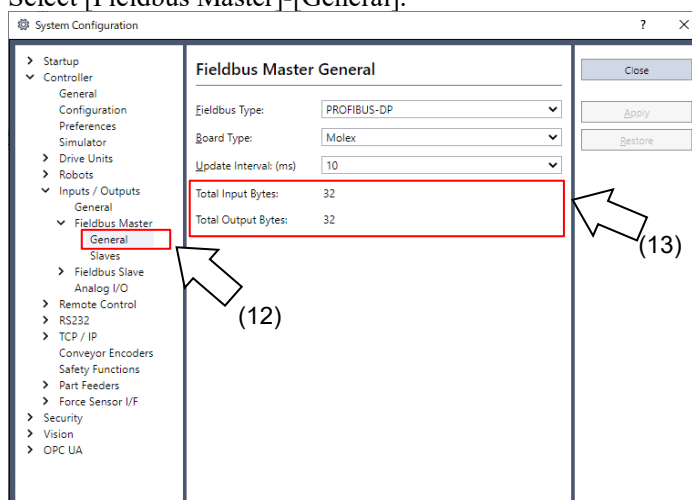 Select [Fieldbus Master]-[General].
System Configuration
?
Startup
Controller
General
Configuration
Preferences
Simulator
Drive Units
Robots
Inputs / Outputs
General
Fieldbus Master
General
Slaves
Fieldbus Slave
Analog I/O
Remote Control
RS232
TCP / IP
Conveyor Encoders
Safety Functions
Part Feeders
Force Sensor I/F
Security
Vision
OPC UA
Fieldbus Master General
Fieldbus Type: PROFIBUS-DP
Board Type: Molex
Update Interval: (ms) 10
Total Input Bytes: 32
Total Output Bytes: 32
Close
Apply
Restore
(12)
(13)